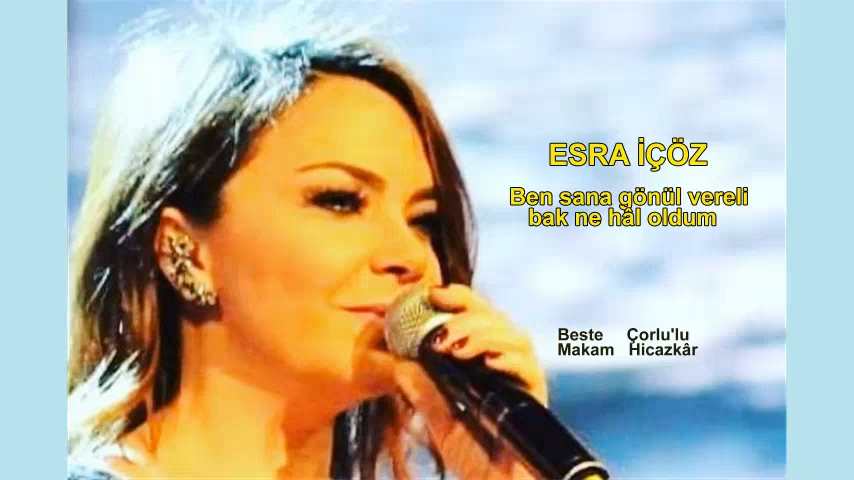 ESRA İÇÖZ
Ben sana gönül vereli
bak ne hâl oldum
Beste Çorlu'lu
Makam Hicazkâr